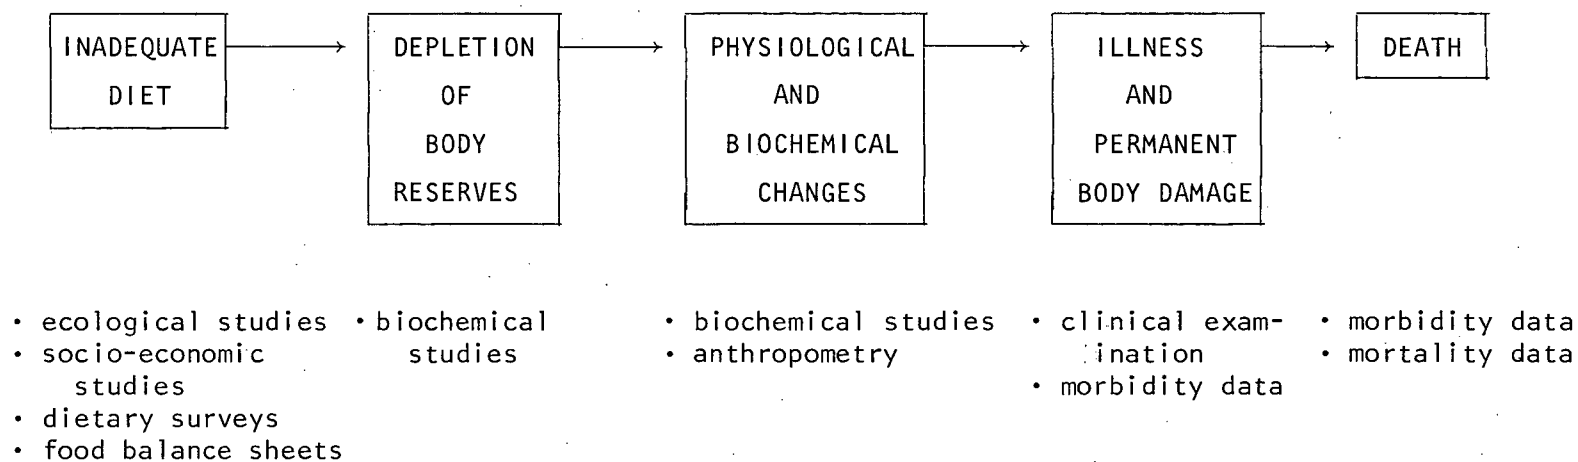 INADEQUATE
DIET
DEPLETION
OF
BODY
RESERVES
PHYSIOLOGICAL
AND
BIOCHEMICAL
CHANGES
ILLNESS
AND
PERMANENT
BODY DAMAGE
DEATH
• ecological studies
• socio-economic
studies
• dietary surveys
• food balance sheets
• biochemical
studies
• biochemical studies
• anthropometry
• clinical exam-
ination
• morbidity data
• morbidity data
• mortality data